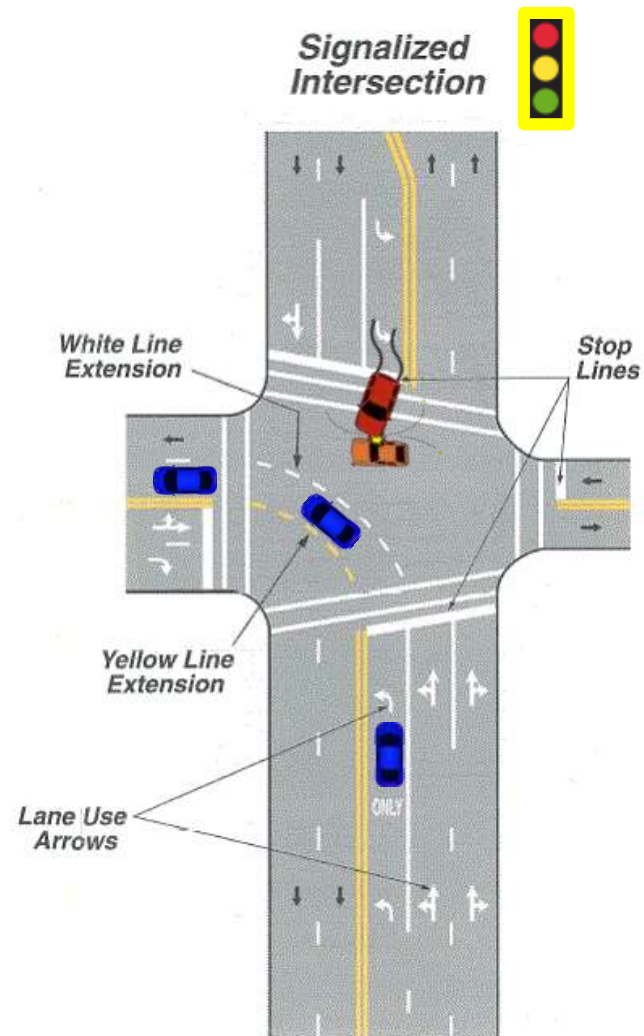 Signalized
Intersection
White Line
Extension
Stop
Lines
Yellow Line
Extension
Lane Use
Arrows
ONLY